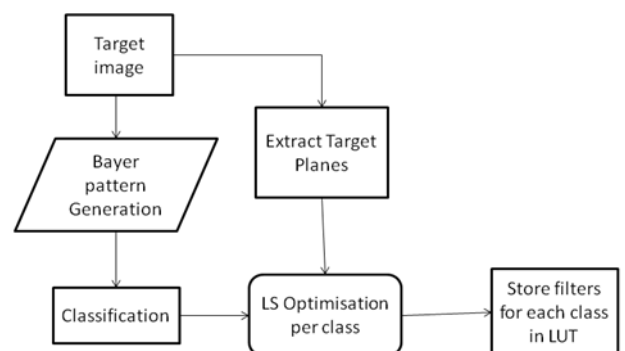 Target
image
Extract Target
Planes
Bayer
pattern
Generation
Classification
LS Optimisation
per class
Store filters
for each class
in LUT